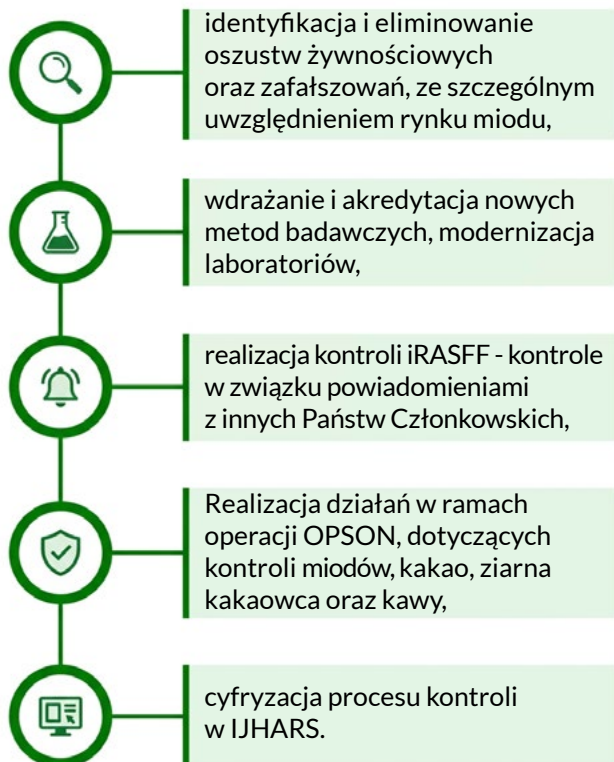 identyfikacja i eliminowanie
oszustw żywnościowych
oraz zafałszowań, ze szczególnym
uwzględnieniem rynku miodu,
wdrażanie i akredytacja nowych
metod badawczych, modernizacja
laboratoriów,
realizacja kontroli iRASFF - kontrole
w związku powiadomieniami
z innych Państw Członkowskich,
Realizacja działań w ramach
operacji OPSON, dotyczących
kontroli miodów, kakao, ziarna
kakaowca oraz kawy,
cyfryzacja procesu kontroli
w IJHARS.